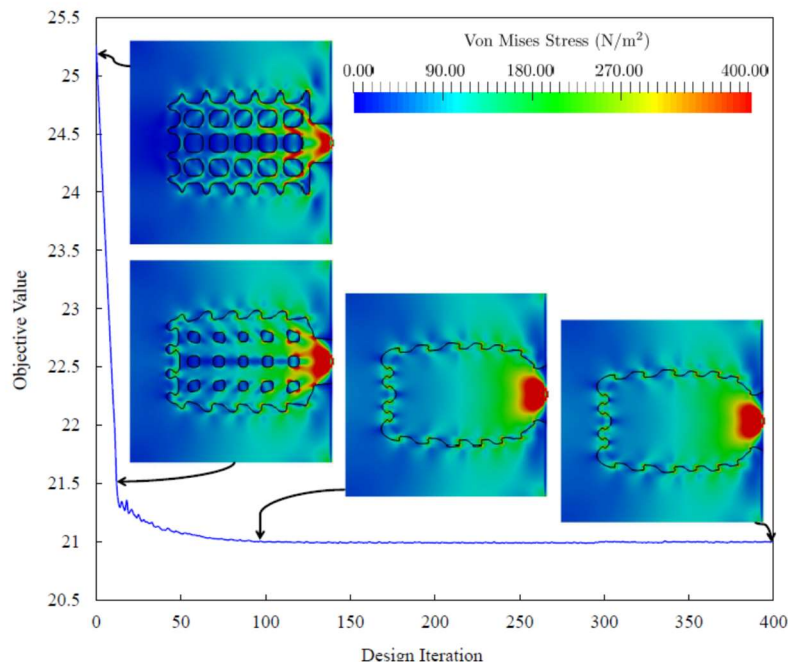 25.5
25
24.5
24
23.5
23
22.5
22
21.5
21
20.5
Objective Value
Von Mises Stress (N/m²)
0.00 90.00 180.00 270.00 400.00
0 50 100 150 200 250 300 350 400
Design Iteration